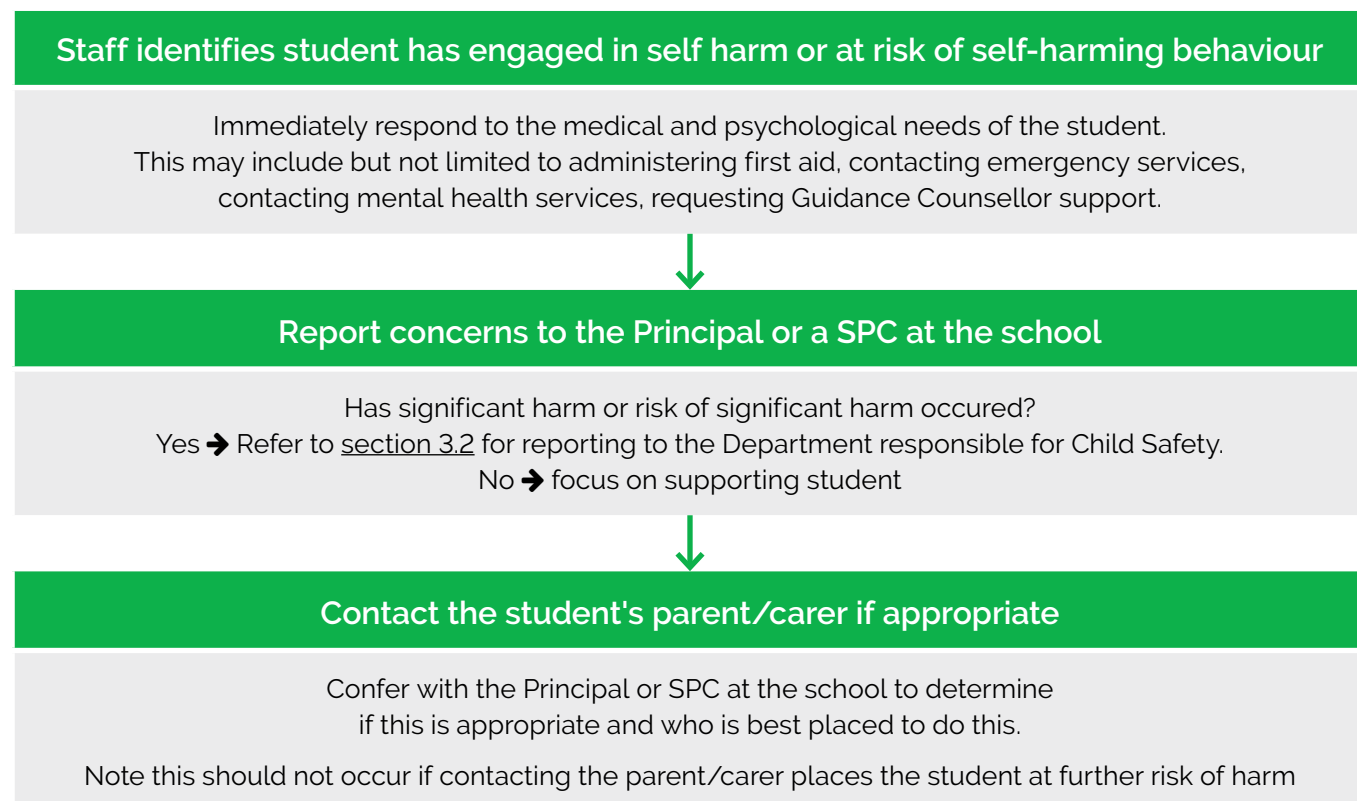 Staff identifies student has engaged in self harm or at risk of self-harming behaviour
Immediately respond to the medical and psychological needs of the student.
This may include but not limited to administering first aid, contacting emergency services,
contacting mental health services, requesting Guidance Counsellor support.
Report concerns to the Principal or a SPC at the school
Has significant harm or risk of significant harm occured?
Yes ➔ Refer to section 3.2 for reporting to the Department responsible for Child Safety.
No ➔ focus on supporting student
Contact the student's parent/carer if appropriate
Confer with the Principal or SPC at the school to determine
if this is appropriate and who is best placed to do this.
Note this should not occur if contacting the parent/carer places the student at further risk of harm